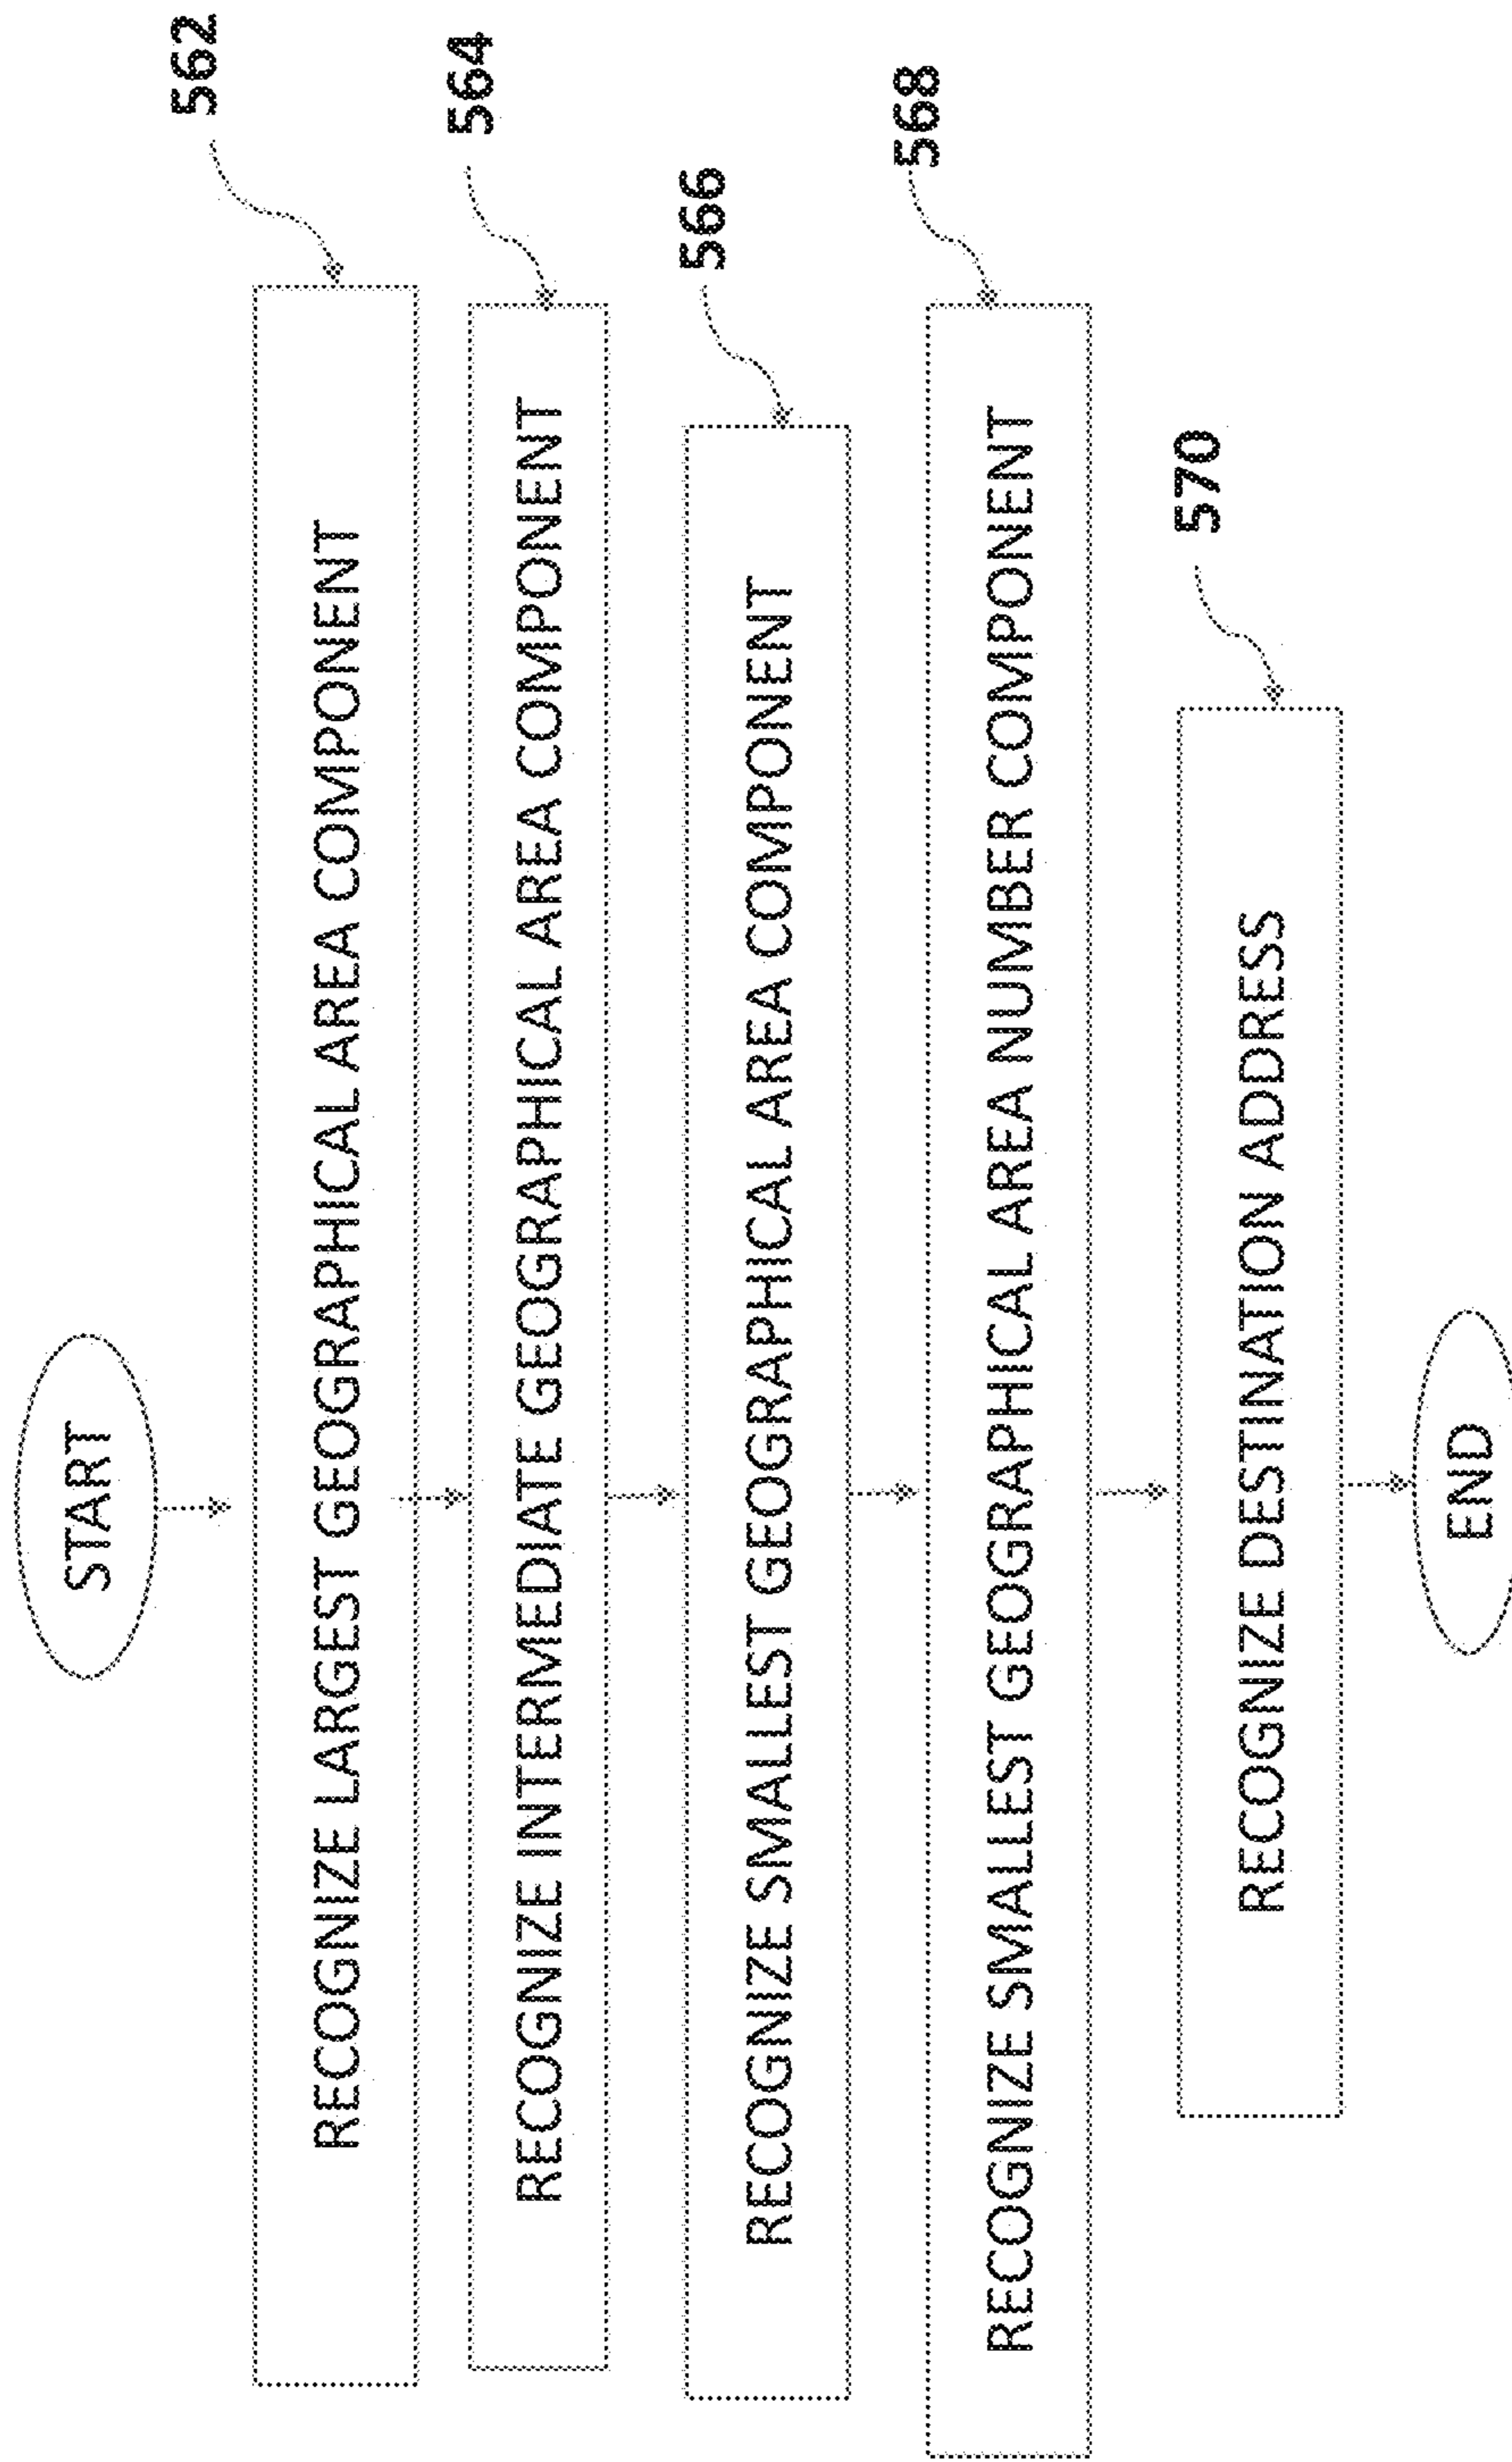 START
RECOGNIZE LARGEST GEOGRAPHICAL AREA COMPONENT
562
RECOGNIZE INTERMEDIATE GEOGRAPHICAL AREA COMPONENT
564
RECOGNIZE SMALLEST GEOGRAPHICAL AREA COMPONENT
566
RECOGNIZE SMALLEST GEOGRAPHICAL AREA NUMBER COMPONENT
568
RECOGNIZE DESTINATION ADDRESS
570
END